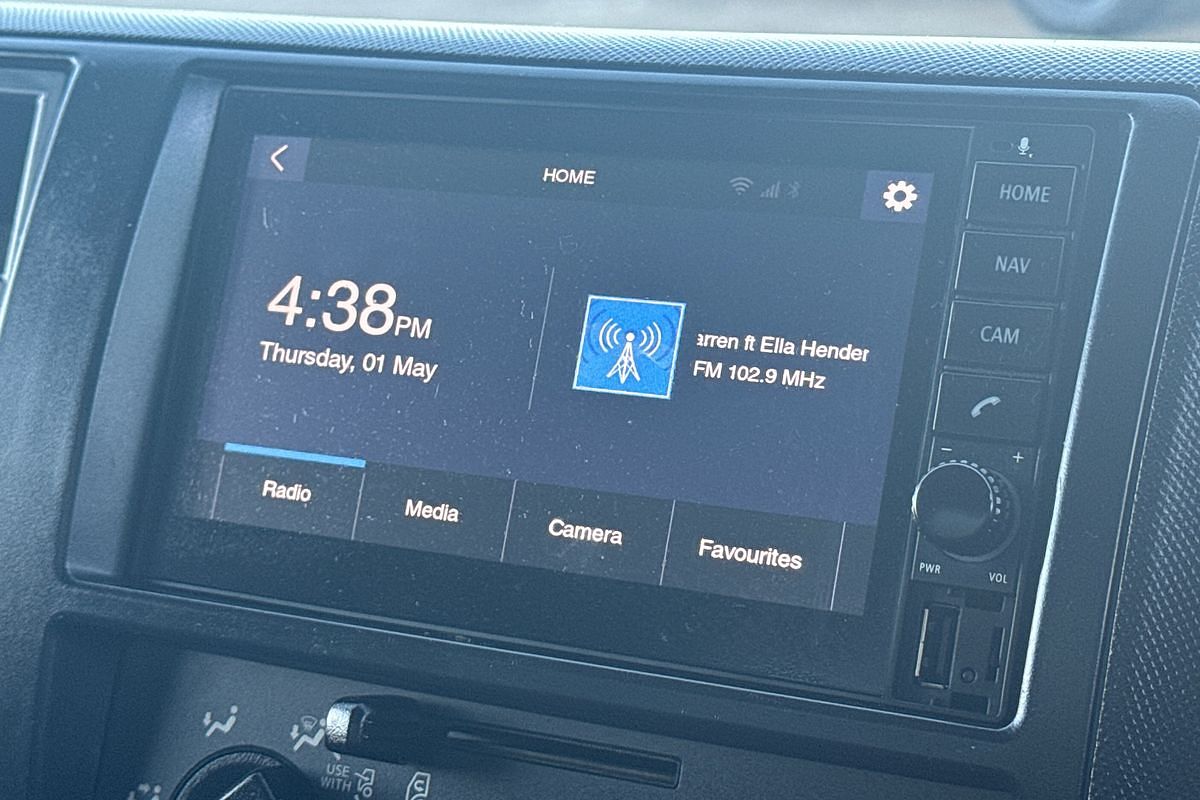 HOME
4:38PM
Thursday, 01 May
arren ft Ella Hender
FM 102.9 MHz
Radio
Media
Camera
Favourites
HOME
NAV
CAM
- +
PWR
VOL
USE
WITH